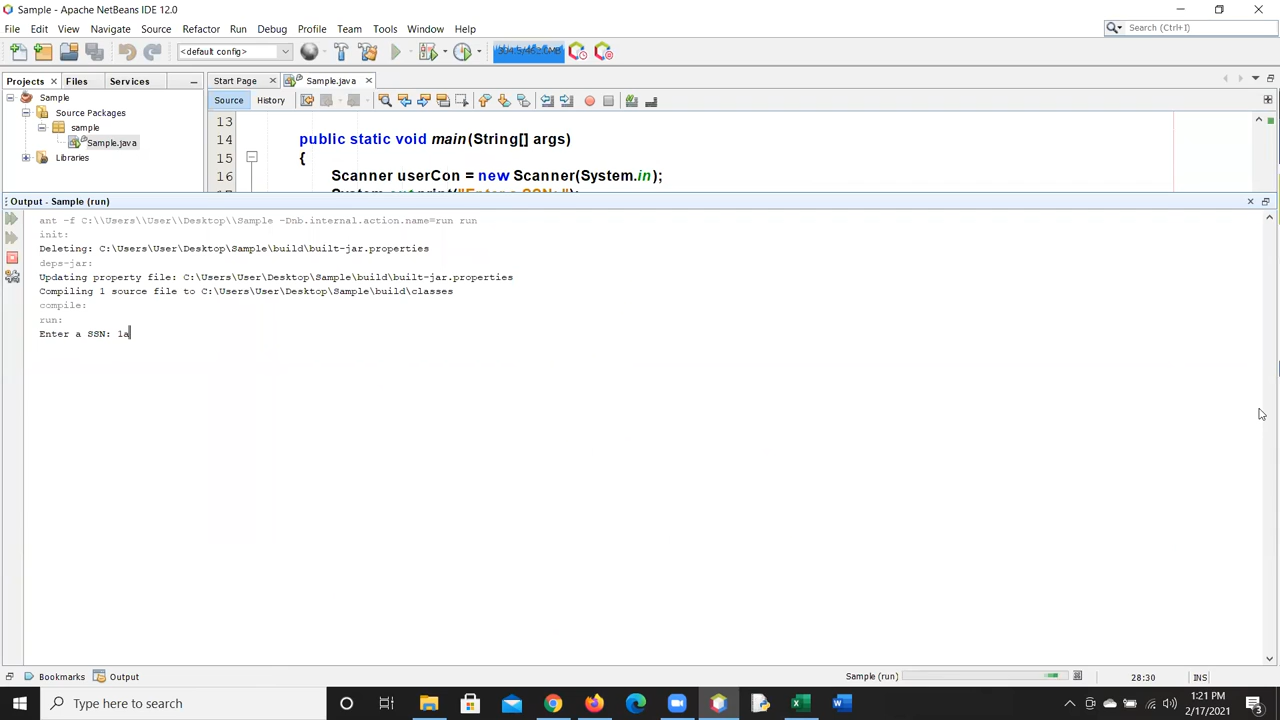 Sample - Apache NetBeans IDE 12.0
File Edit View Navigate Source Refactor Run Debug Profile Team Tools Window Help
Search (Ctrl+I)
<default config>
Projects Files Services
Start Page Sample.java
Sample
Source Packages
sample
Sample.java
Libraries
Source History
13
14 public static void main(String[] args)
15 {
16 Scanner userCon = new Scanner(System.in);
Output - Sample (run)
ant -f C:\\Users\\User\\Desktop\\Sample -Dnb.internal.action.name=run run
init:
Deleting: C:\Users\User\Desktop\Sample\build\built-jar.properties
deps-jar:
Updating property file: C:\Users\User\Desktop\Sample\build\built-jar.properties
Compiling 1 source file to C:\Users\User\Desktop\Sample\build\classes
compile:
run:
Enter a SSN: 1a
Bookmarks Output
Sample (run)
28:30 INS
Type here to search
1:21 PM
2/17/2021
3